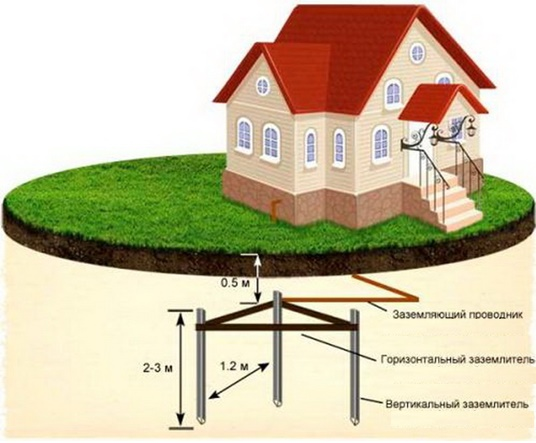 0.5 м
Заземляющий проводник
Горизонтальный заземлитель
2-3 м
1.2 м
Вертикальный заземлитель